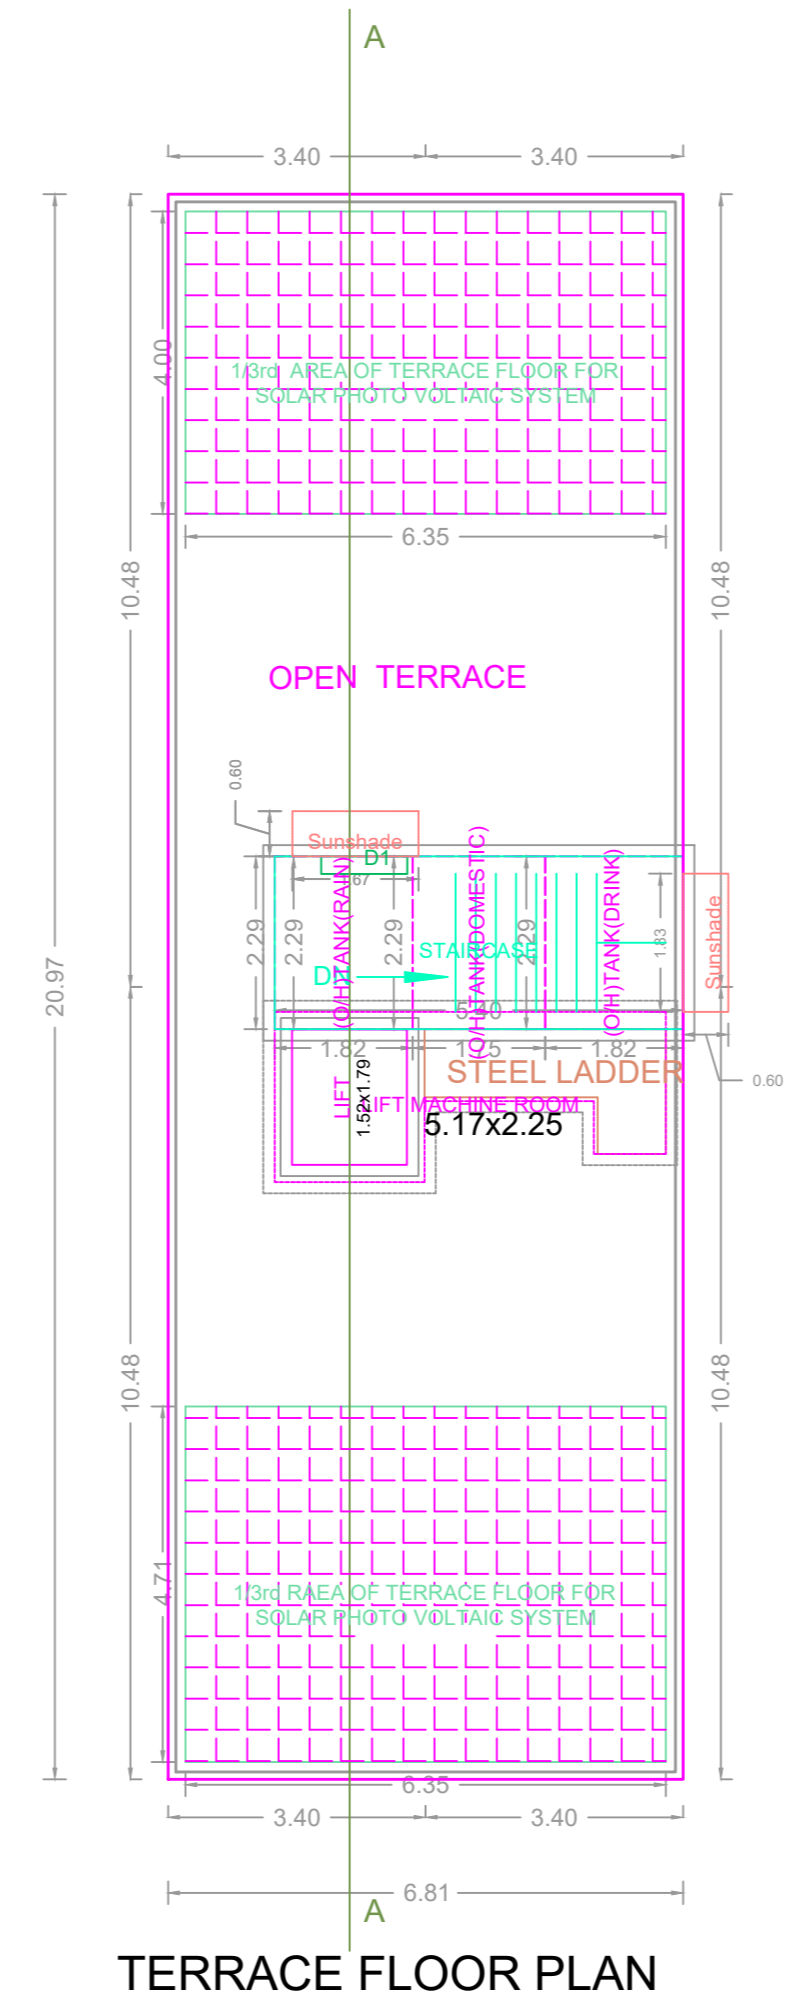 A
3.40
3.40
4.00
1/3rd AREA OF TERRACE FLOOR FOR
SOLAR PHOTO VOLTAIC SYSTEM
6.35
10.48
10.48
OPEN TERRACE
0.60
Sunshade
D1
(O/H)TANK(RAIN)
(O/H)TANK(DOMESTIC)
(O/H)TANK(DRINK)
2.29
2.29
2.29
2.29
1.83
Sunshade
STAIRCASE
DN
20.97
5.40
1.82
1.82
STEEL LADDER
0.60
LIFT
1.52x1.79
LIFT MACHINE ROOM
5.17x2.25
10.48
10.48
4.71
1/3rd RAEA OF TERRACE FLOOR FOR
SOLAR PHOTO VOLTAIC SYSTEM
6.35
3.40
3.40
6.81
A
TERRACE FLOOR PLAN